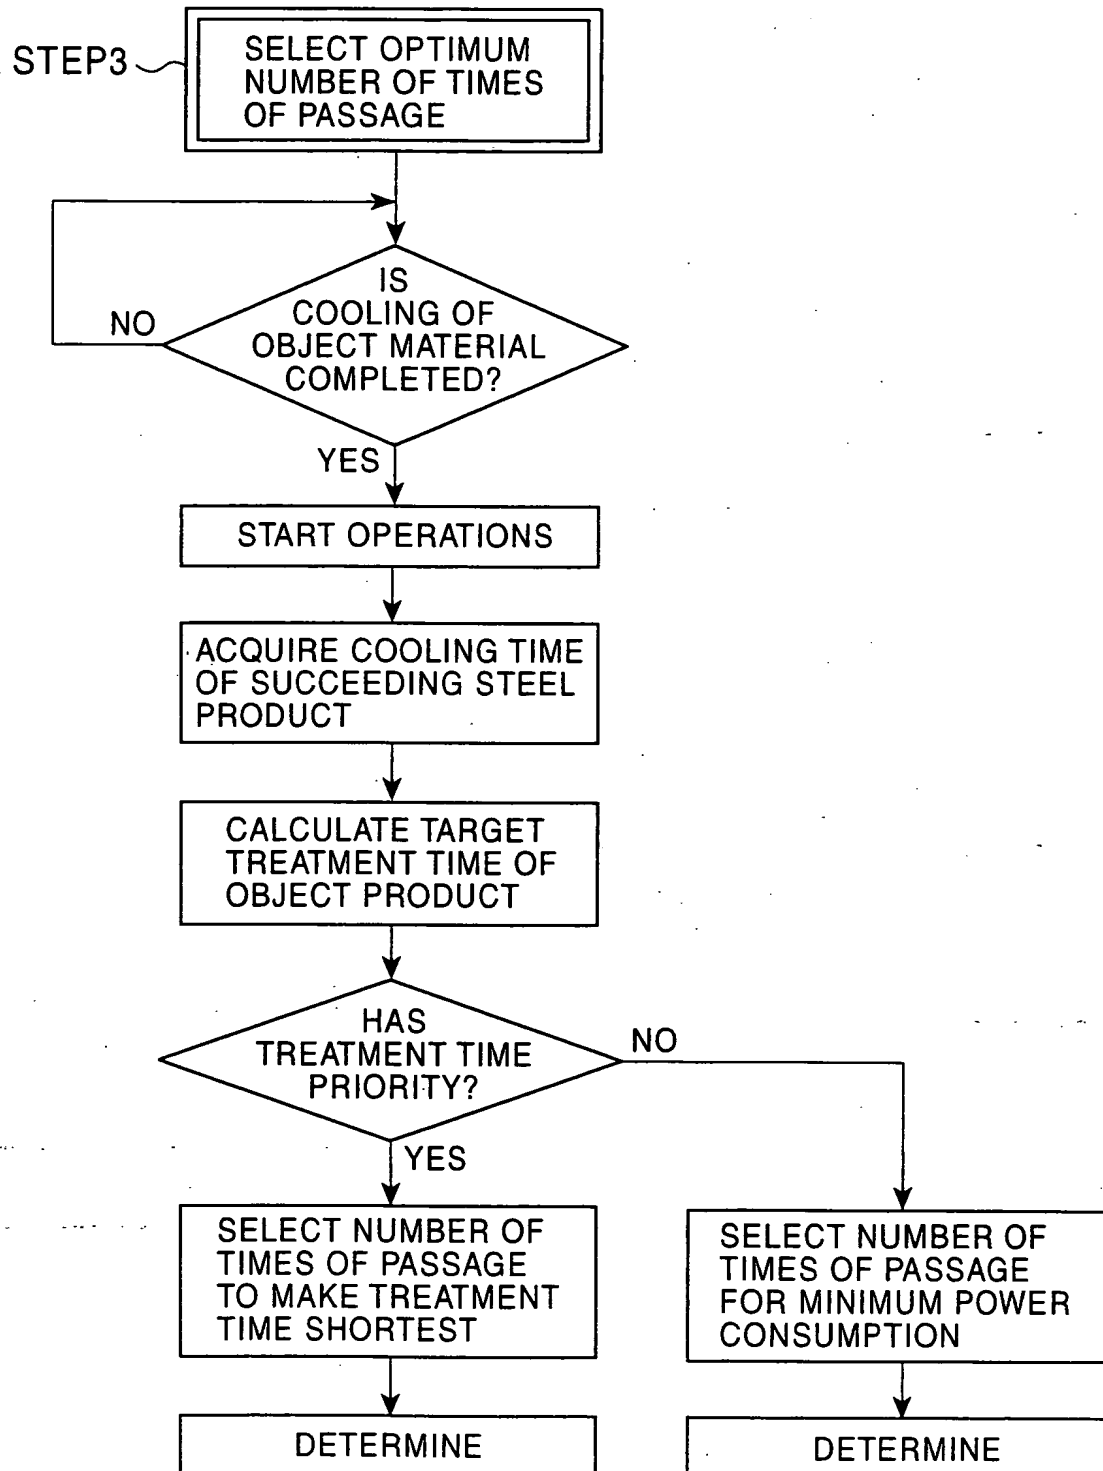 STEP3
SELECT OPTIMUM
NUMBER OF TIMES
OF PASSAGE
IS
COOLING OF
OBJECT MATERIAL
COMPLETED?
NO
YES
START OPERATIONS
ACQUIRE COOLING TIME
OF SUCCEEDING STEEL
PRODUCT
CALCULATE TARGET
TREATMENT TIME OF
OBJECT PRODUCT
HAS
TREATMENT TIME
PRIORITY?
NO
YES
SELECT NUMBER OF
TIMES OF PASSAGE
TO MAKE TREATMENT
TIME SHORTEST
SELECT NUMBER OF
TIMES OF PASSAGE
FOR MINIMUM POWER
CONSUMPTION
DETERMINE
DETERMINE